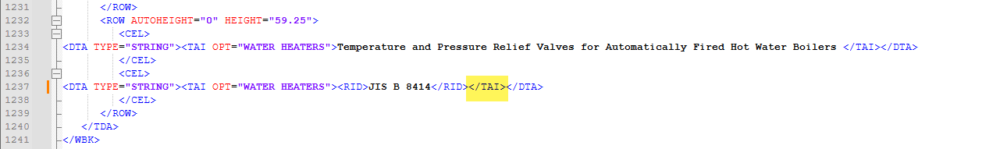 1231 </ROW>
1232 <ROW AUTOHEIGHT="0" HEIGHT="59.25">
1233 <CEL>
1234 <DTA TYPE="STRING"><TAI OPT="WATER HEATERS">Temperature and Pressure Relief Valves for Automatically Fired Hot Water Boilers </TAI></DTA>
1235 </CEL>
1236 <CEL>
1237 <DTA TYPE="STRING"><TAI OPT="WATER HEATERS"><RID>JIS B 8414</RID></TAI></DTA>
1238 </CEL>
1239 </ROW>
1240 </TDA>
1241 </WBK>